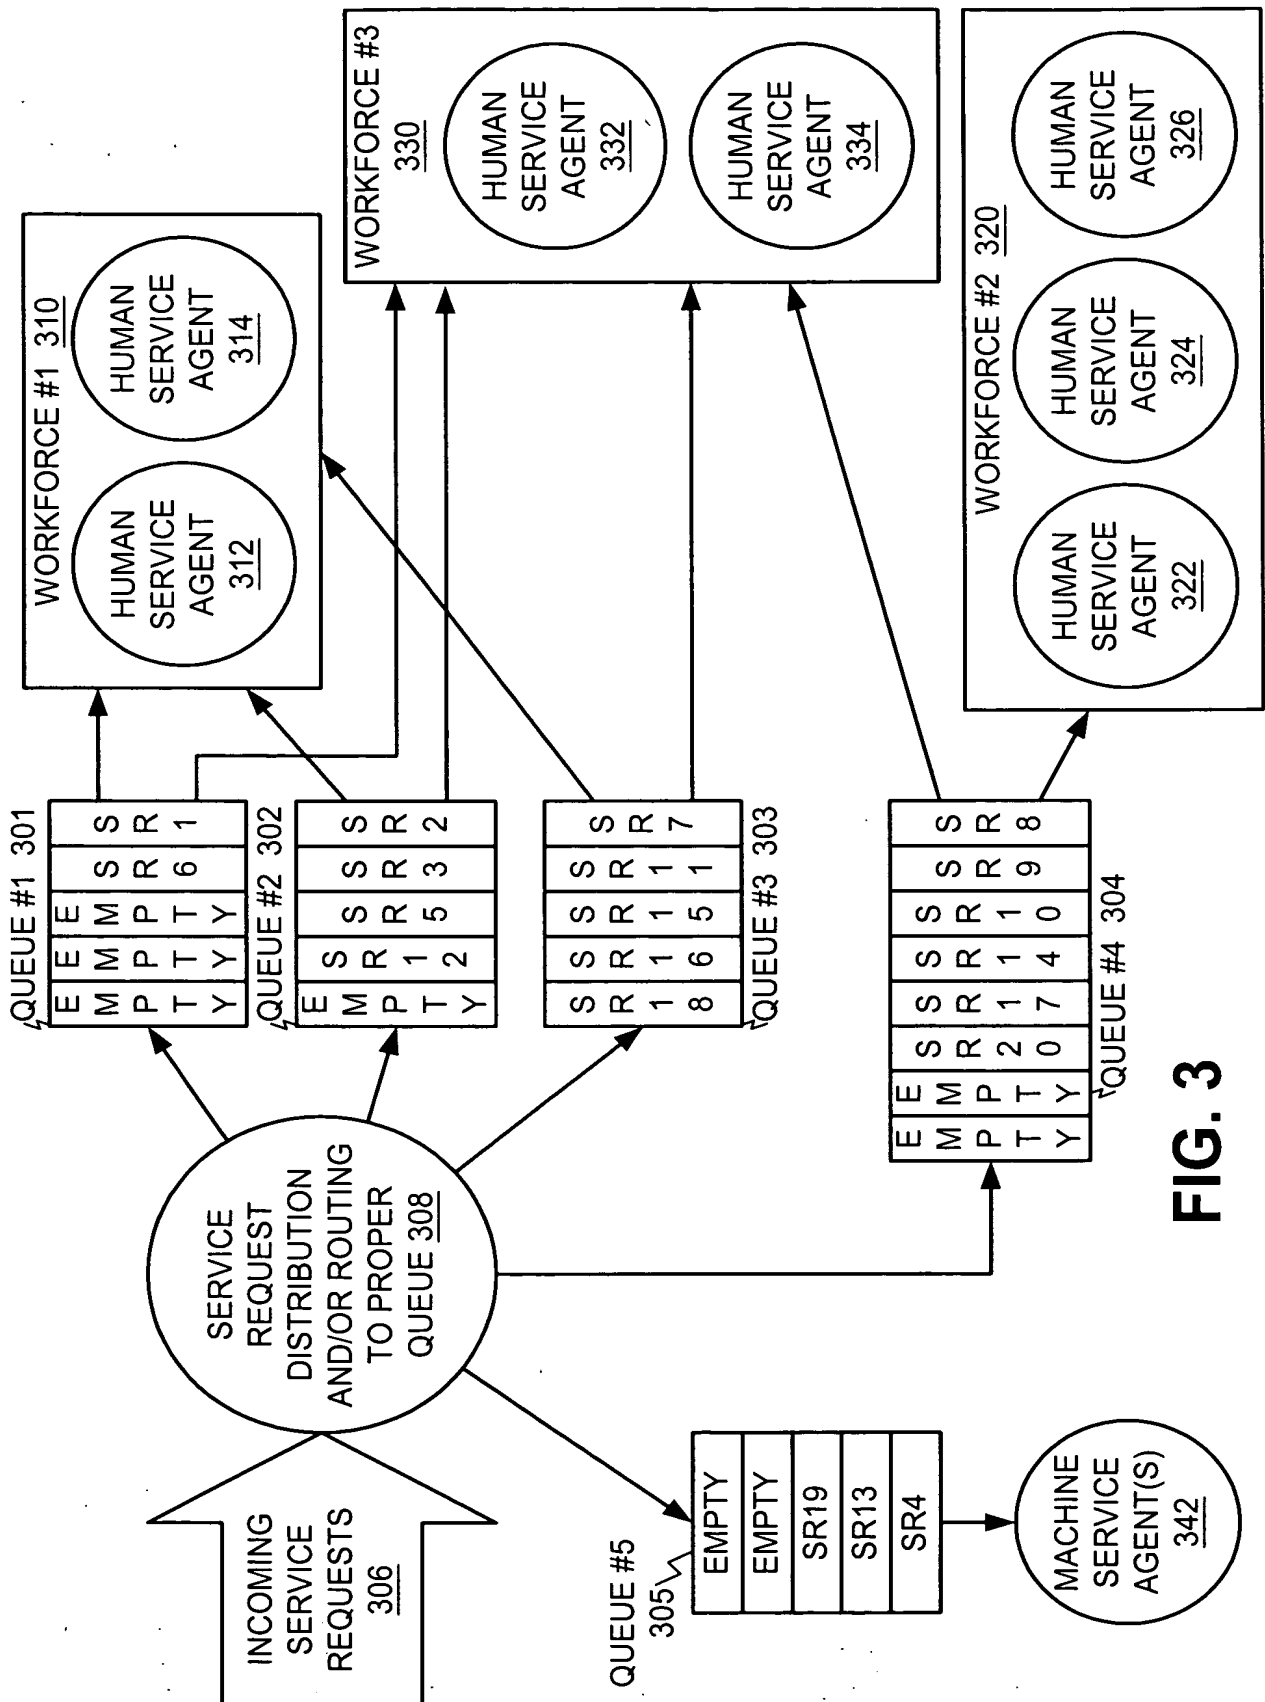 INCOMING
SERVICE
REQUESTS
306
SERVICE
REQUEST
DISTRIBUTION
AND/OR ROUTING
TO PROPER
QUEUE 308
QUEUE #1 301
EMPTY
EMPTY
EMPTY
SR6
SR1
QUEUE #2 302
EMPTY
SR12
SR5
SR3
SR2
SR18
SR16
SR15
SR11
SR7
QUEUE #3 303
EMPTY
EMPTY
SR20
SR17
SR14
SR10
SR9
SR8
QUEUE #4 304
QUEUE #5
305
EMPTY
EMPTY
SR19
SR13
SR4
MACHINE
SERVICE
AGENT(S)
342
WORKFORCE #1 310
HUMAN
SERVICE
AGENT
312
HUMAN
SERVICE
AGENT
314
WORKFORCE #3
330
HUMAN
SERVICE
AGENT
332
HUMAN
SERVICE
AGENT
334
WORKFORCE #2 320
HUMAN
SERVICE
AGENT
322
HUMAN
SERVICE
AGENT
324
HUMAN
SERVICE
AGENT
326
FIG. 3